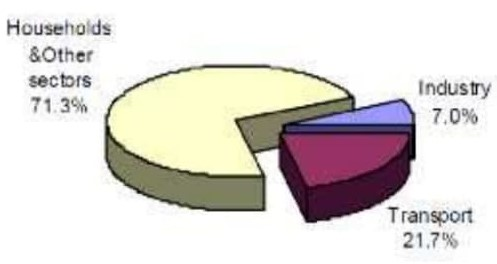 Households
&Other
sectors
71.3%
Industry
7.0%
Transport
21.7%